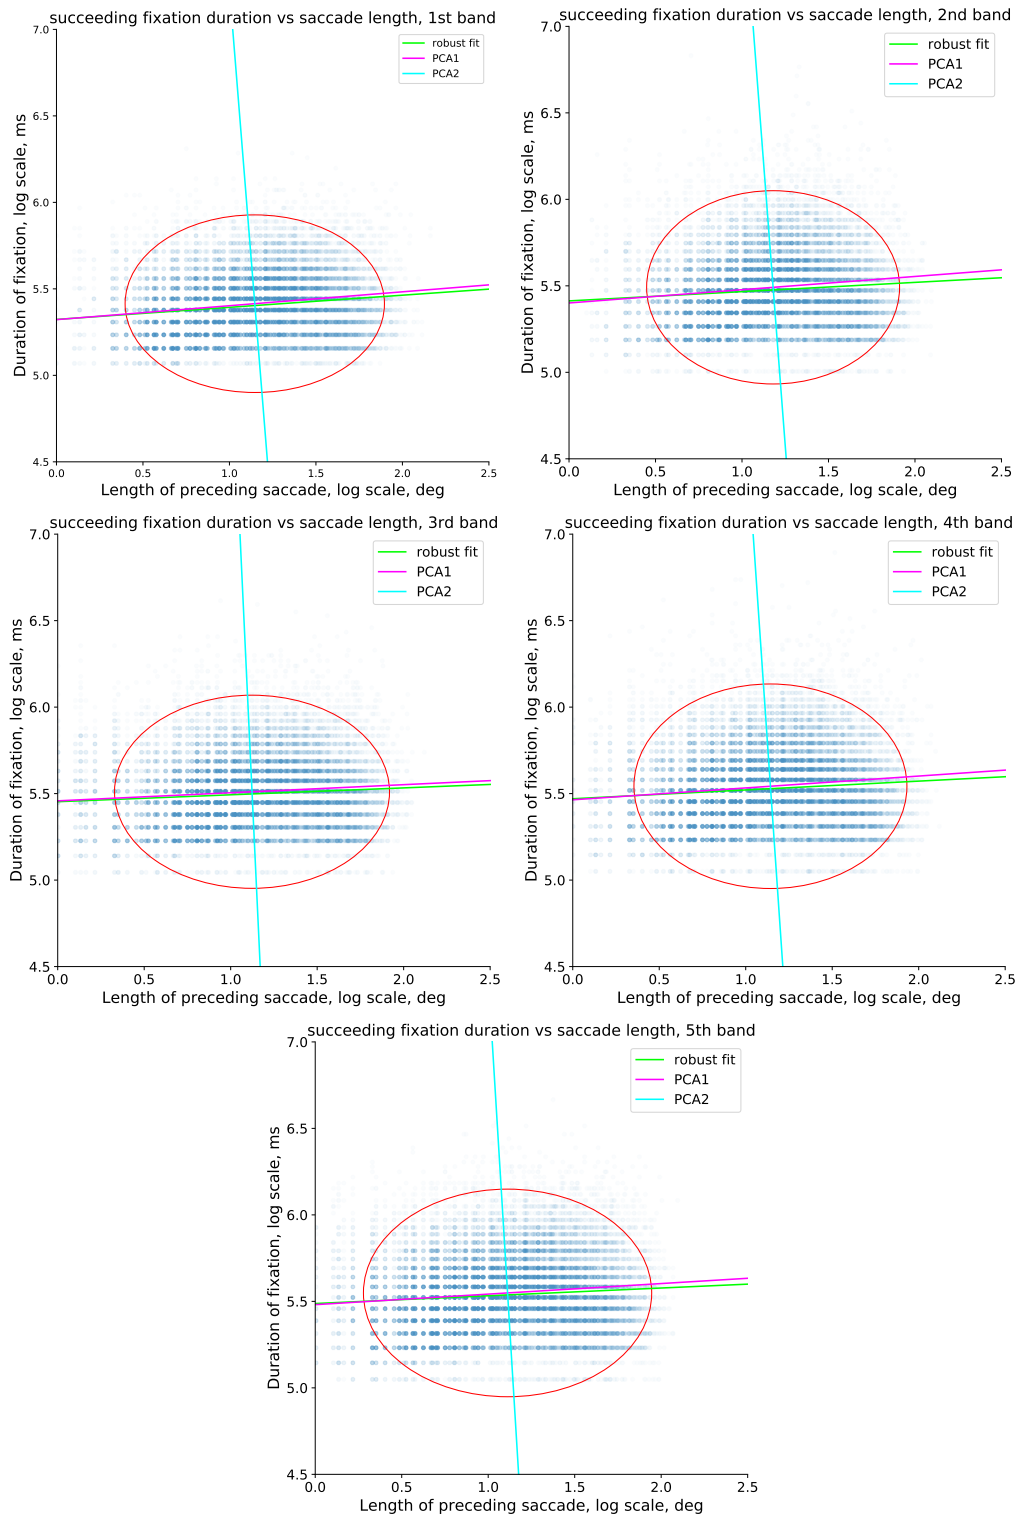 succeeding fixation duration vs saccade length, 1st band
7.0
6.5
6.0
5.5
5.0
4.5
0.0 0.5 1.0 1.5 2.0 2.5
Duration of fixation, log scale, ms
Length of preceding saccade, log scale, deg
robust fit
PCA1
PCA2
succeeding fixation duration vs saccade length, 2nd band
7.0
6.5
6.0
5.5
5.0
4.5
0.0 0.5 1.0 1.5 2.0 2.5
Duration of fixation, log scale, ms
Length of preceding saccade, log scale, deg
robust fit
PCA1
PCA2
succeeding fixation duration vs saccade length, 3rd band
7.0
6.5
6.0
5.5
5.0
4.5
0.0 0.5 1.0 1.5 2.0 2.5
Duration of fixation, log scale, ms
Length of preceding saccade, log scale, deg
robust fit
PCA1
PCA2
succeeding fixation duration vs saccade length, 4th band
7.0
6.5
6.0
5.5
5.0
4.5
0.0 0.5 1.0 1.5 2.0 2.5
Duration of fixation, log scale, ms
Length of preceding saccade, log scale, deg
robust fit
PCA1
PCA2
succeeding fixation duration vs saccade length, 5th band
7.0
6.5
6.0
5.5
5.0
4.5
0.0 0.5 1.0 1.5 2.0 2.5
Duration of fixation, log scale, ms
Length of preceding saccade, log scale, deg
robust fit
PCA1
PCA2